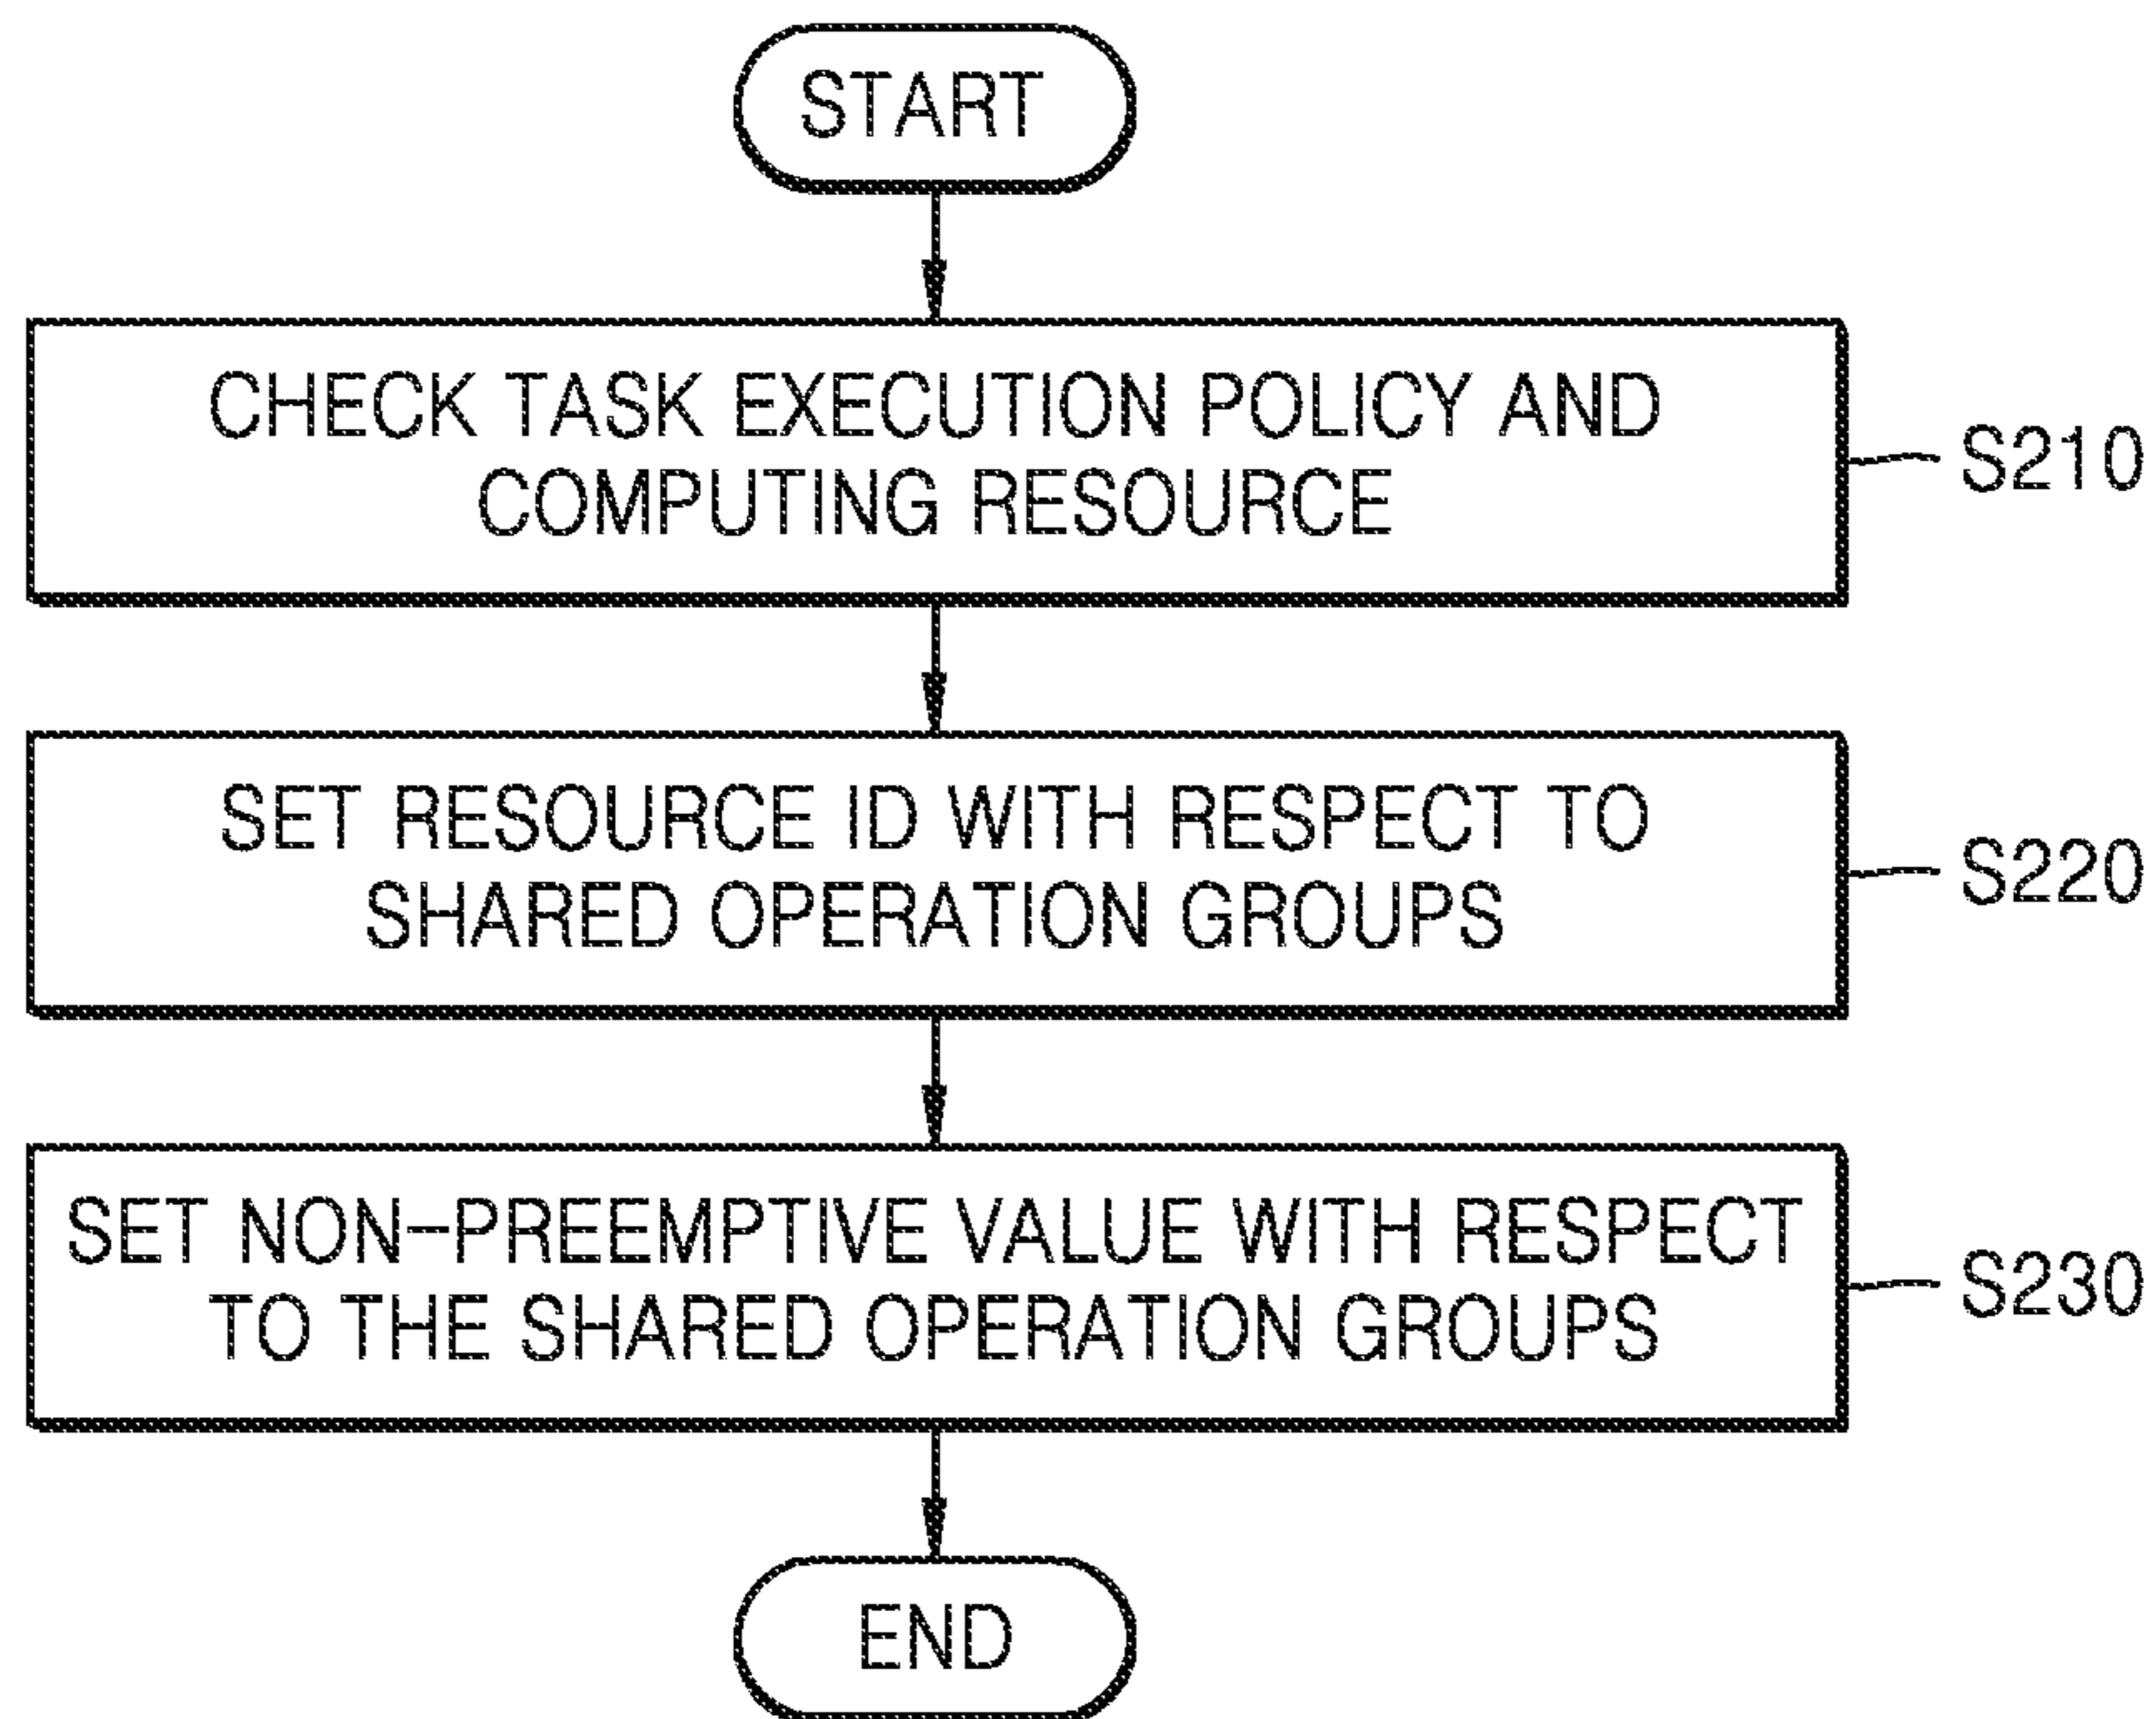 START
CHECK TASK EXECUTION POLICY AND
COMPUTING RESOURCE
S210
SET RESOURCE ID WITH RESPECT TO
SHARED OPERATION GROUPS
S220
SET NON-PREEMPTIVE VALUE WITH RESPECT
TO THE SHARED OPERATION GROUPS
S230
END